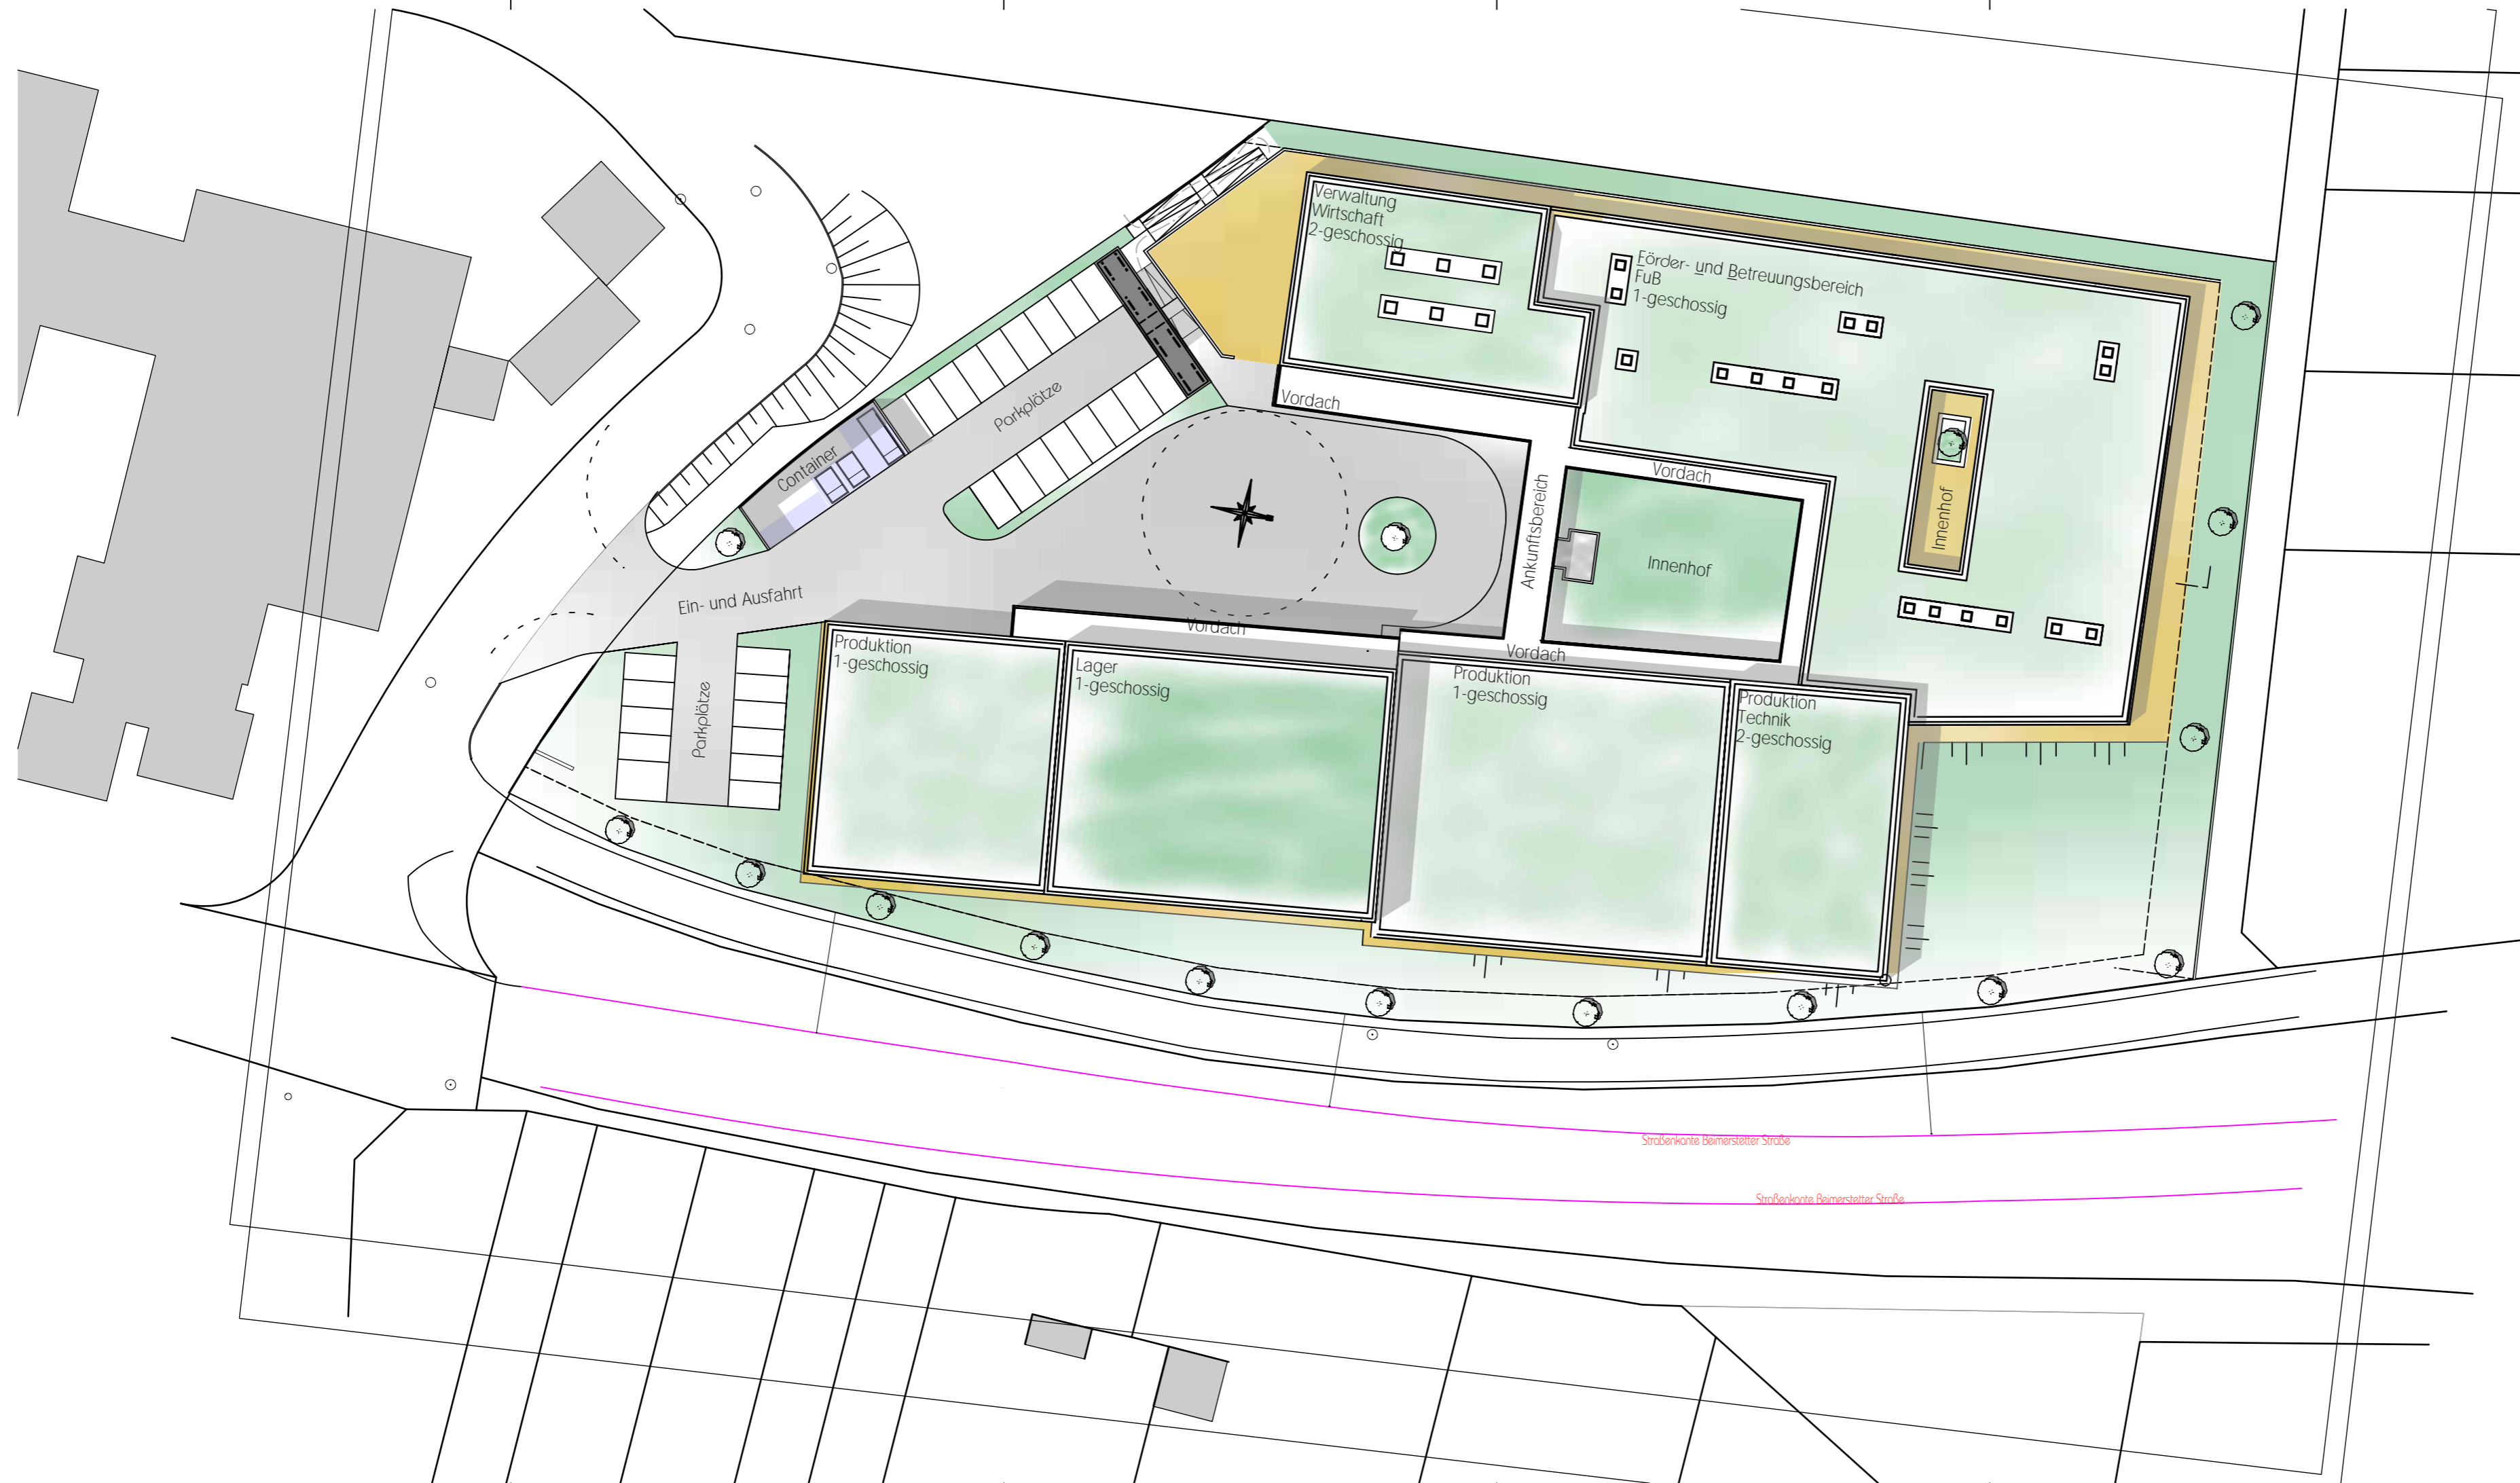 Verwaltung
Wirtschaft
2-geschossig
Förder- und Betreuungsbereich
FuB
1-geschossig
Parkplätze
Vordach
Container
Vordach
Ankunftsbereich
Innenhof
Innenhof
Ein- und Ausfahrt
Vordach
Vordach
Produktion
1-geschossig
Lager
1-geschossig
Produktion
1-geschossig
Produktion
Technik
2-geschossig
Parkplätze
Straßenkante Beimerstetter Straße
Straßenkante Beimerstetter Straße